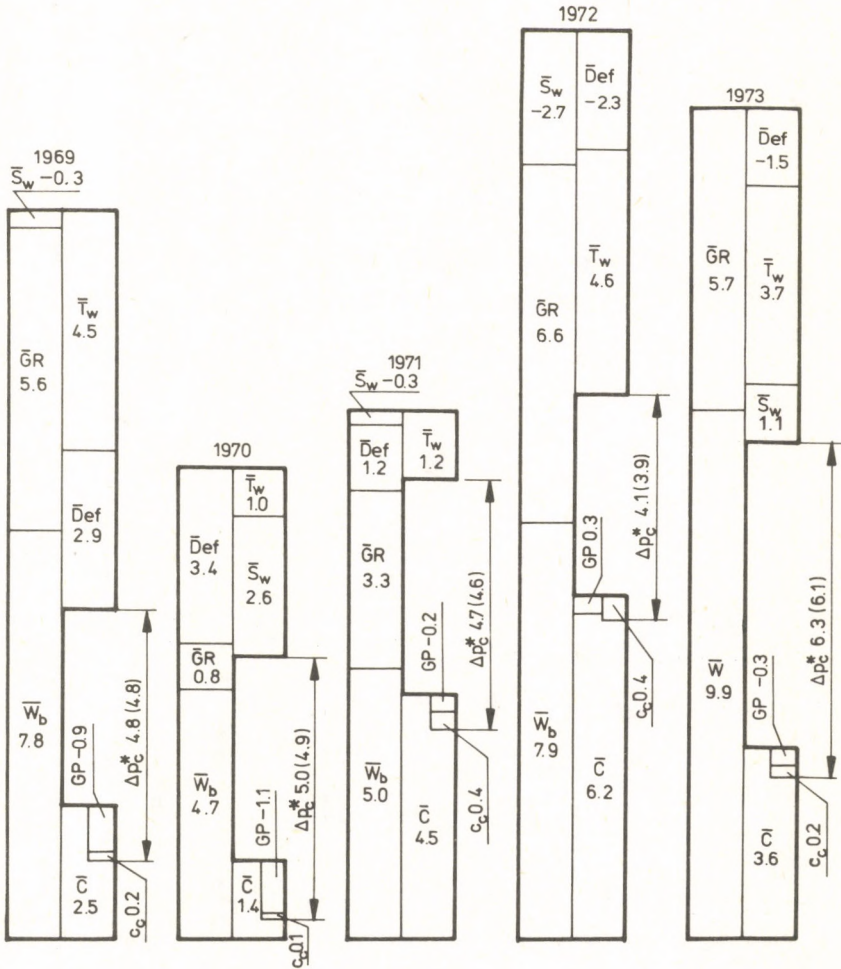 1969
S̄w -0.3
T̄w
4.5
ḠR
5.6
D̄ef
2.9
W̄b
7.8
GP -0.9
Δp*c 4.8 (4.8)
C̄
2.5
cc 0.2
1970
T̄w
1.0
D̄ef
3.4
S̄w
2.6
ḠR
0.8
W̄b
4.7
GP -1.1
Δp*c 5.0 (4.9)
C̄
1.4
cc 0.1
1971
S̄w -0.3
D̄ef
1.2
T̄w
1.2
ḠR
3.3
GP -0.2
Δp*c 4.7 (4.6)
W̄b
5.0
C̄
4.5
cc 0.4
1972
S̄w
-2.7
D̄ef
-2.3
T̄w
4.6
ḠR
6.6
GP 0.3
Δp*c 4.1 (3.9)
W̄b
7.9
C̄
6.2
cc 0.4
1973
D̄ef
-1.5
ḠR
5.7
T̄w
3.7
S̄w
1.1
W̄
9.9
GP -0.3
Δp*c 6.3 (6.1)
C̄
3.6
cc 0.2